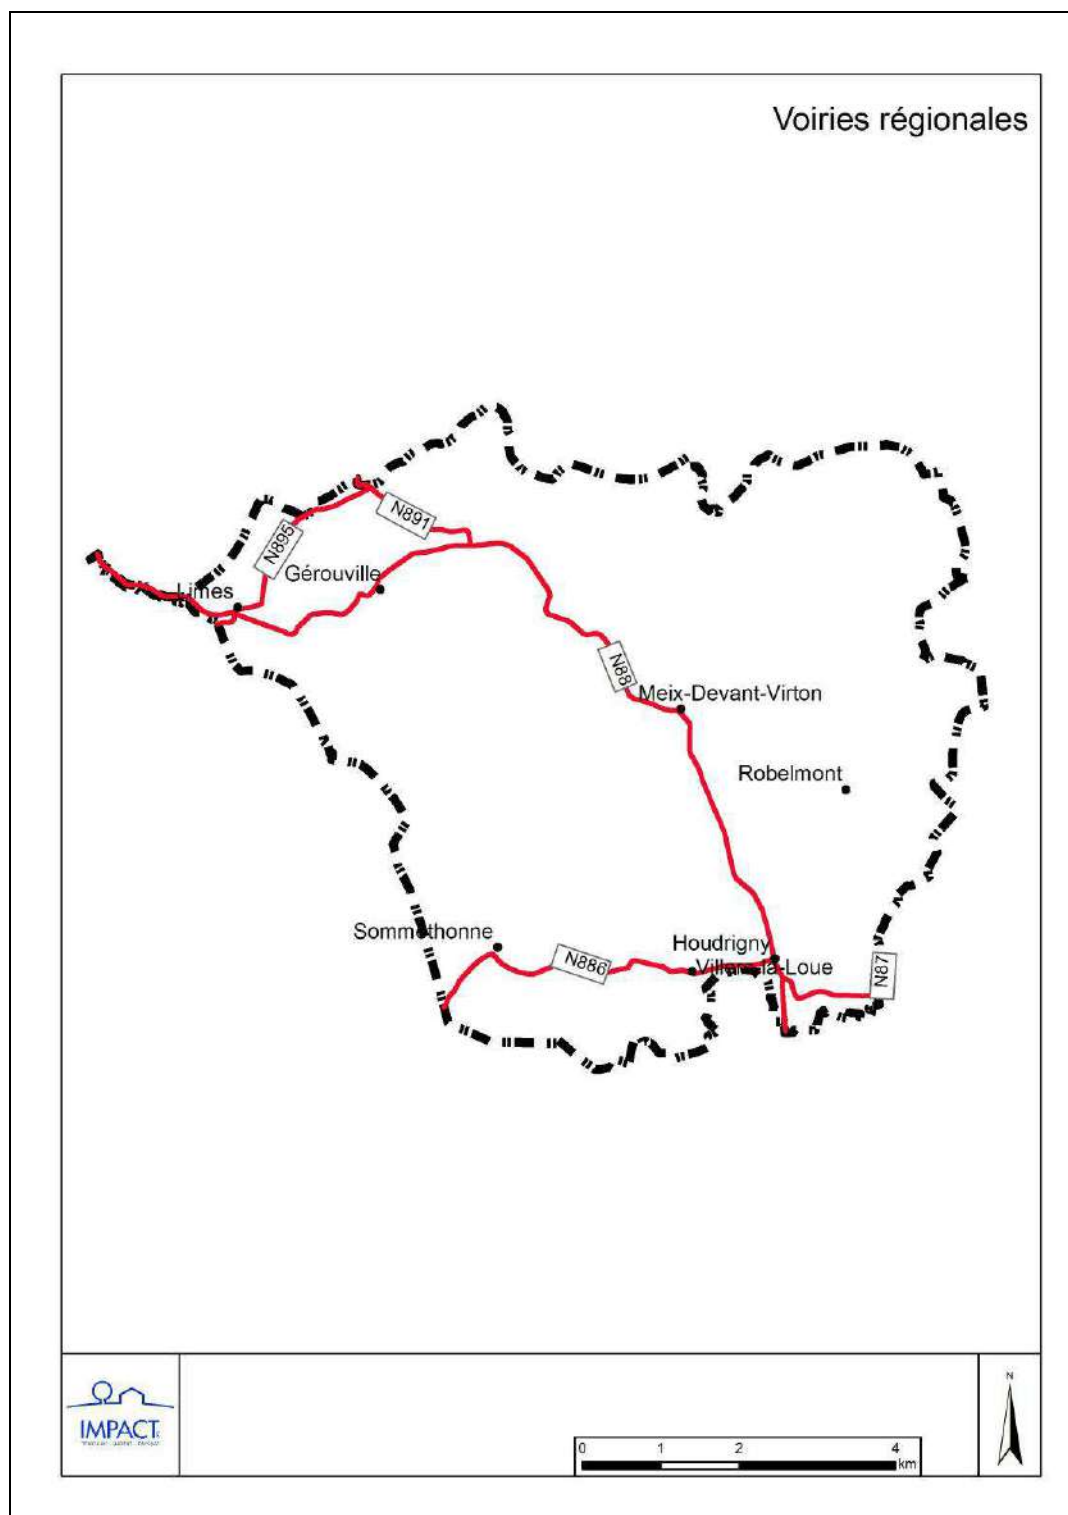 Voiries régionales
N891
N895
Gérouville
Limes
N88
Meix-Devant-Virton
Robelmont
Sommethonne
Houdrigny
N886
N87
N
IMPACT
0 1 2 4
km